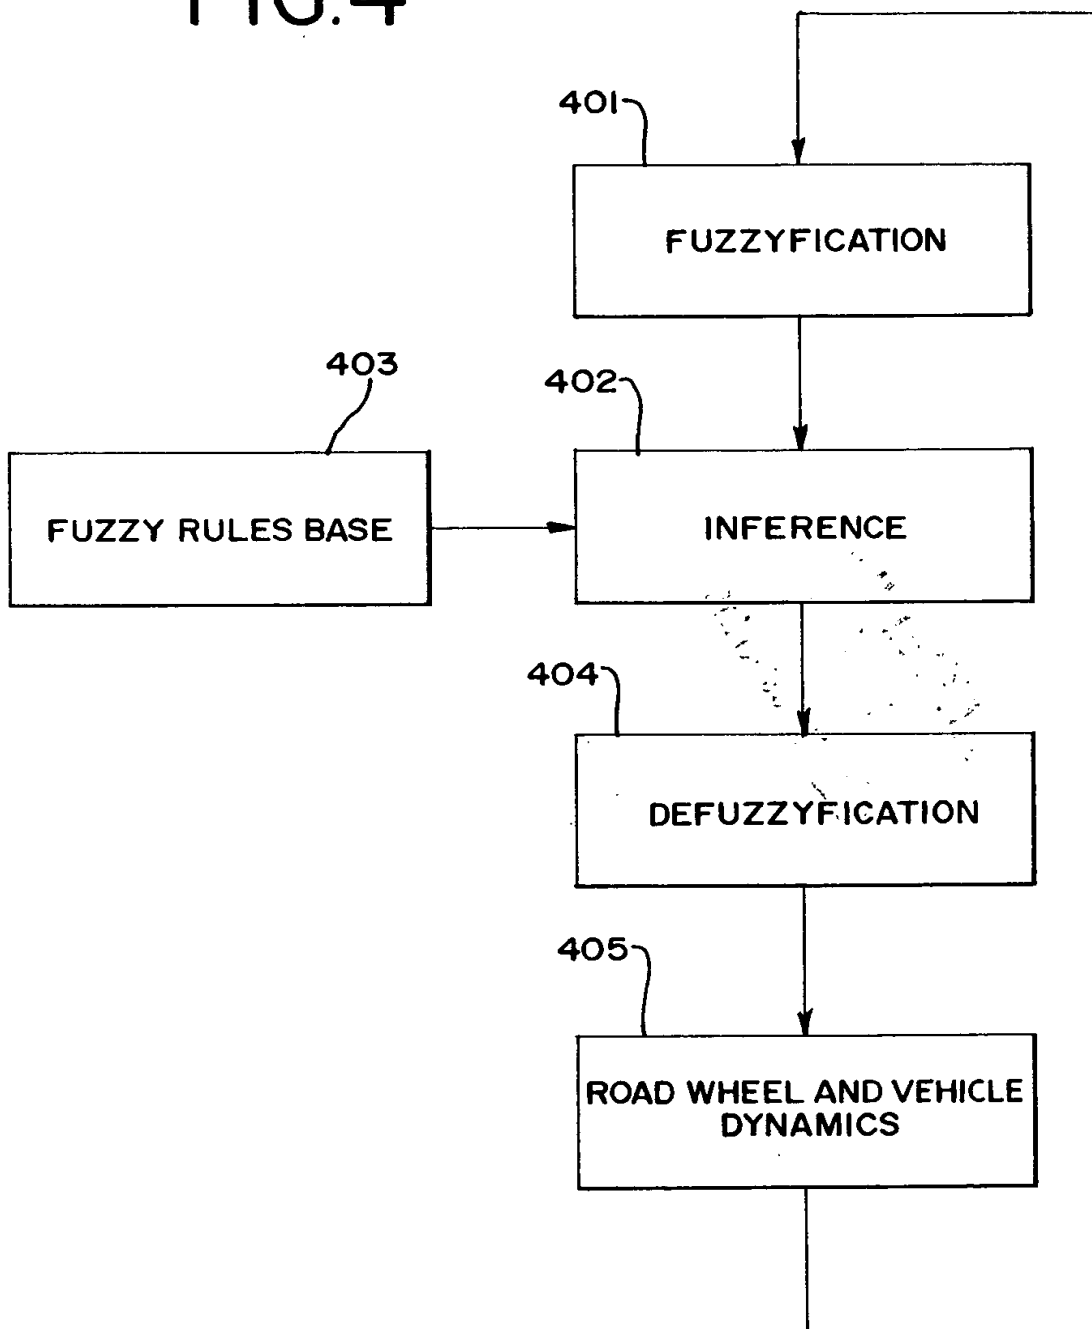 FIG.4
401
FUZZYFICATION
403
402
FUZZY RULES BASE
INFERENCE
404
DEFUZZYFICATION
405
ROAD WHEEL AND VEHICLE
DYNAMICS